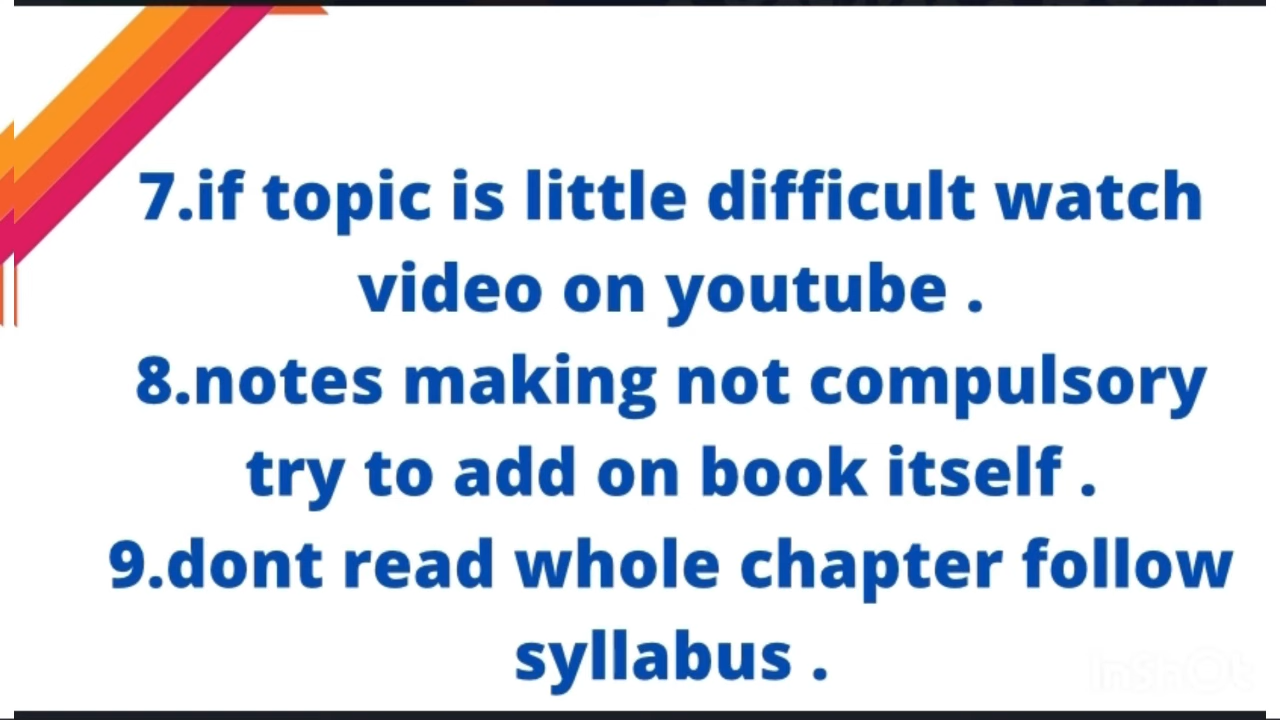 7.if topic is little difficult watch
video on youtube .
8.notes making not compulsory
try to add on book itself .
9.dont read whole chapter follow
syllabus .
InShOt